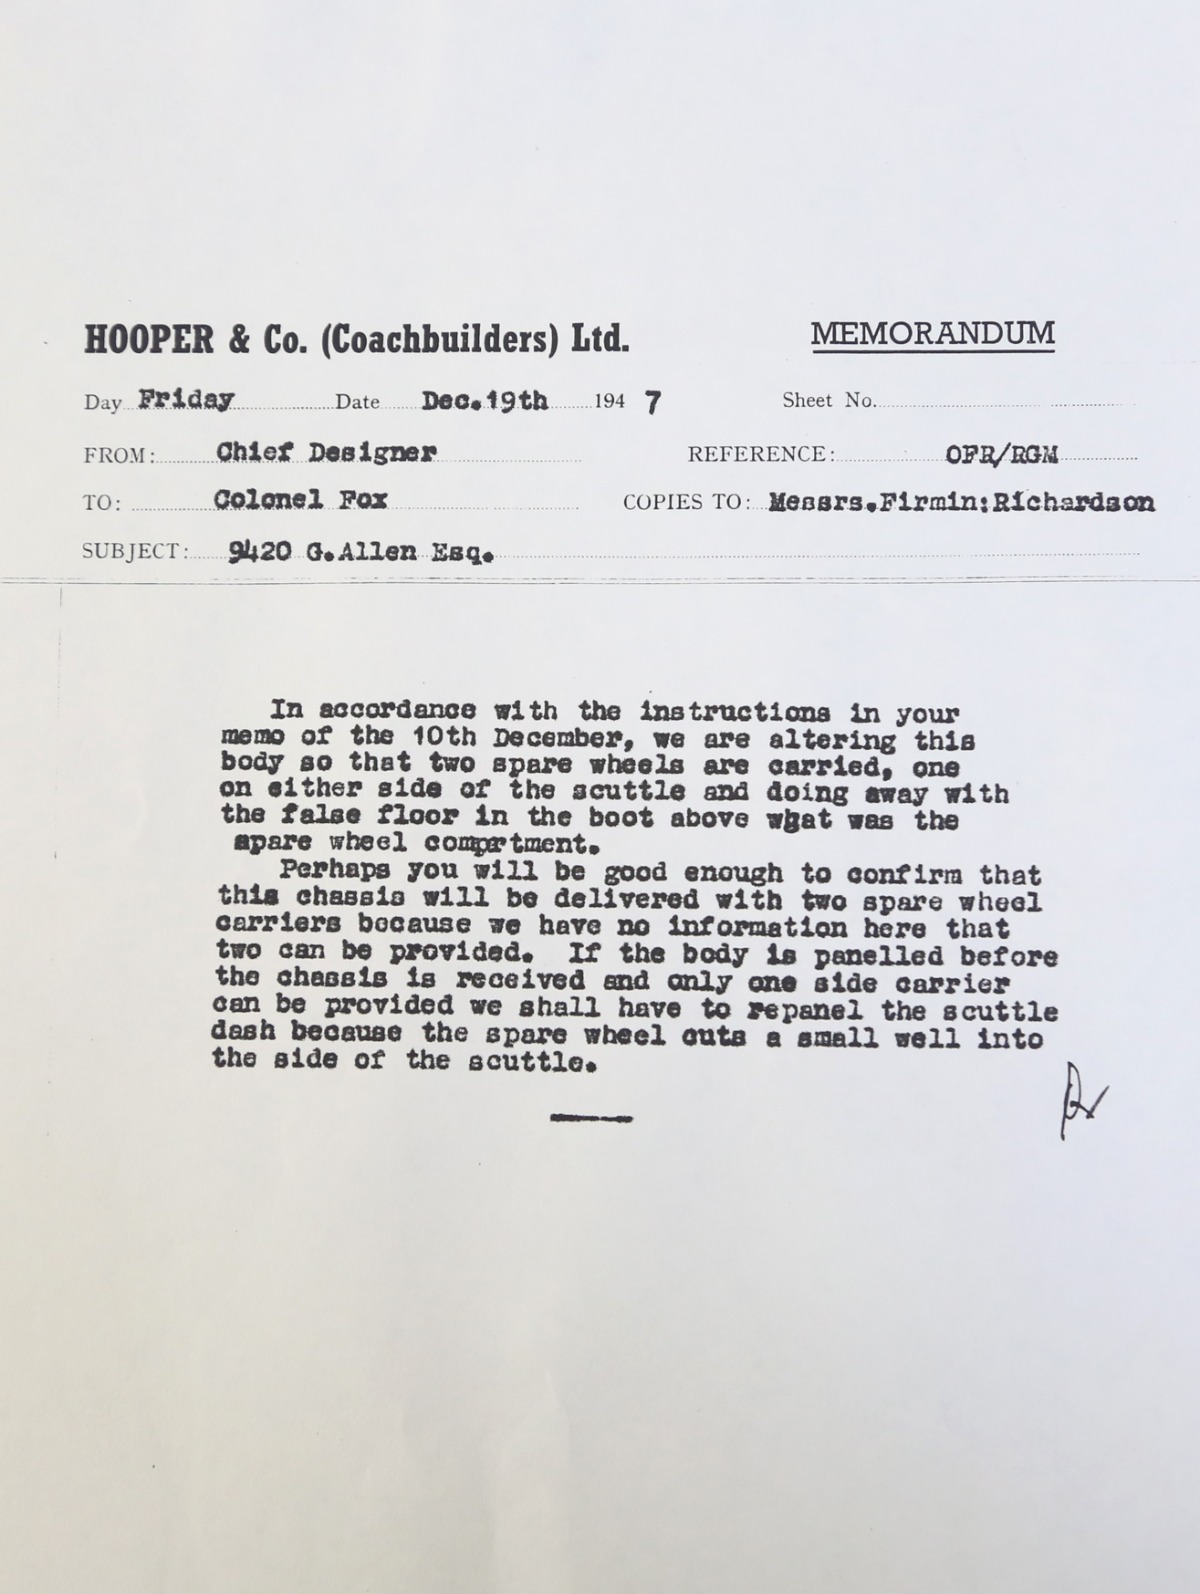 HOOPER & Co. (Coachbuilders) Ltd. MEMORANDUM
Day Friday Date Dec.19th 194 7 Sheet No.
FROM: Chief Designer REFERENCE: OFR/RGM
TO: Colonel Fox COPIES TO: Messrs.Firmin;Richardson
SUBJECT: 9420 G.Allen Esq.
In accordance with the instructions in your
memo of the 10th December, we are altering this
body so that two spare wheels are carried, one
on either side of the scuttle and doing away with
the false floor in the boot above what was the
spare wheel compartment.
Perhaps you will be good enough to confirm that
this chassis will be delivered with two spare wheel
carriers because we have no information here that
two can be provided. If the body is panelled before
the chassis is received and only one side carrier
can be provided we shall have to repanel the scuttle
dash because the spare wheel cuts a small well into
the side of the scuttle.